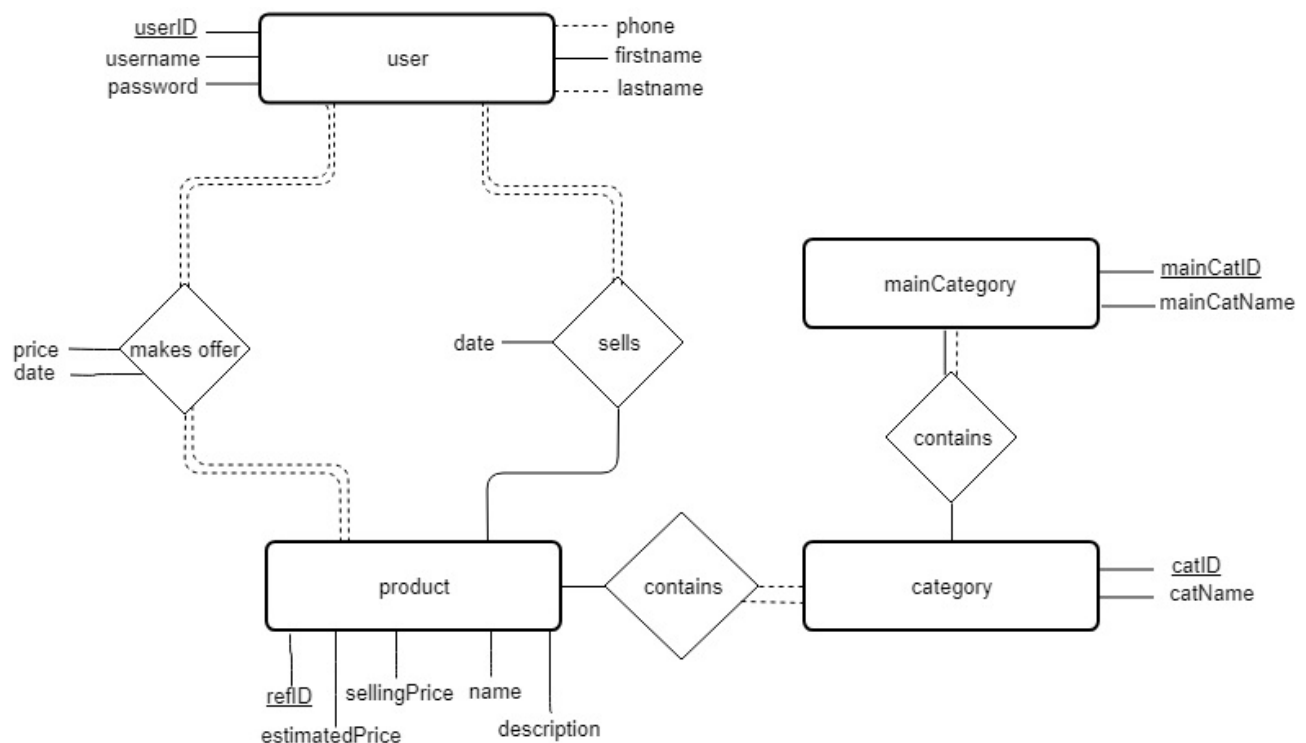 userID
username
password
user
phone
firstname
lastname
mainCategory
mainCatID
mainCatName
price
date
makes offer
date
sells
contains
product
contains
category
catID
catName
refID
sellingPrice
name
estimatedPrice
description